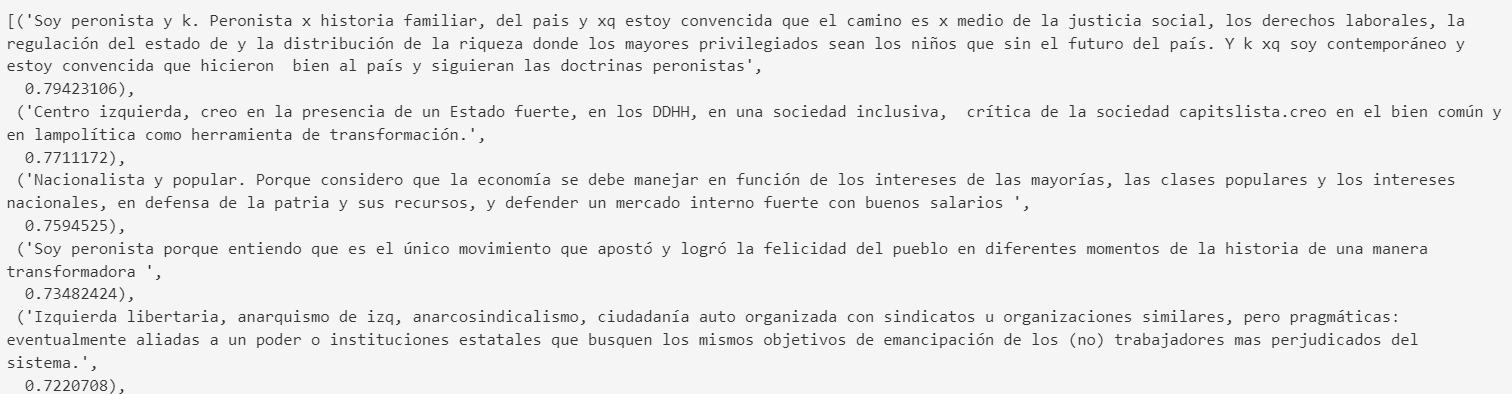 [('Soy peronista y k. Peronista x historia familiar, del pais y xq estoy convencida que el camino es x medio de la justicia social, los derechos laborales, la
regulación del estado de y la distribución de la riqueza donde los mayores privilegiados sean los niños que sin el futuro del país. Y k xq soy contemporáneo y
estoy convencida que hicieron  bien al país y siguieran las doctrinas peronistas',
0.79423106),
('Centro izquierda, creo en la presencia de un Estado fuerte, en los DDHH, en una sociedad inclusiva,  crítica de la sociedad capitslista.creo en el bien común y
en lampolítica como herramienta de transformación.',
0.7711172),
('Nacionalista y popular. Porque considero que la economía se debe manejar en función de los intereses de las mayorías, las clases populares y los intereses
nacionales, en defensa de la patria y sus recursos, y defender un mercado interno fuerte con buenos salarios ',
0.7594525),
('Soy peronista porque entiendo que es el único movimiento que apostó y logró la felicidad del pueblo en diferentes momentos de la historia de una manera
transformadora ',
0.73482424),
('Izquierda libertaria, anarquismo de izq, anarcosindicalismo, ciudadanía auto organizada con sindicatos u organizaciones similares, pero pragmáticas:
eventualmente aliadas a un poder o instituciones estatales que busquen los mismos objetivos de emancipación de los (no) trabajadores mas perjudicados del
sistema.',
0.7220708),